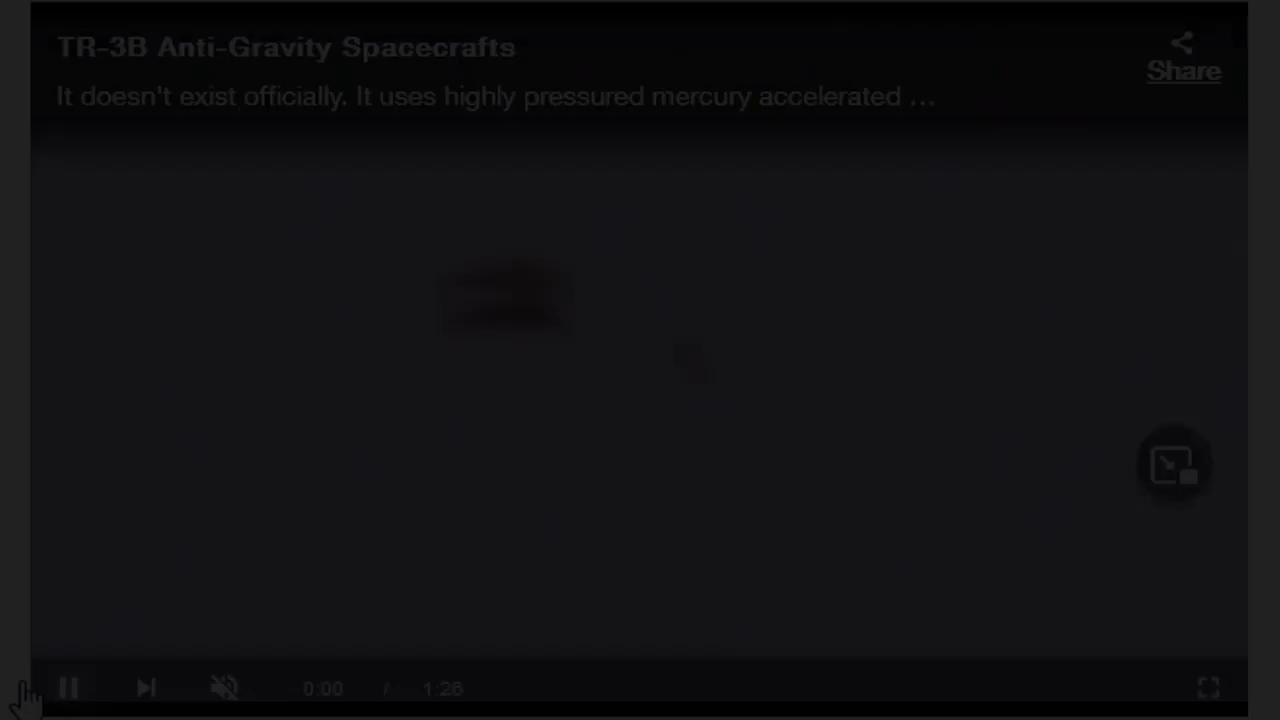 TR-3B Anti-Gravity Spacecrafts
Share
It doesn't exist officially. It uses highly pressured mercury accelerated ...
0:00 / 1:26